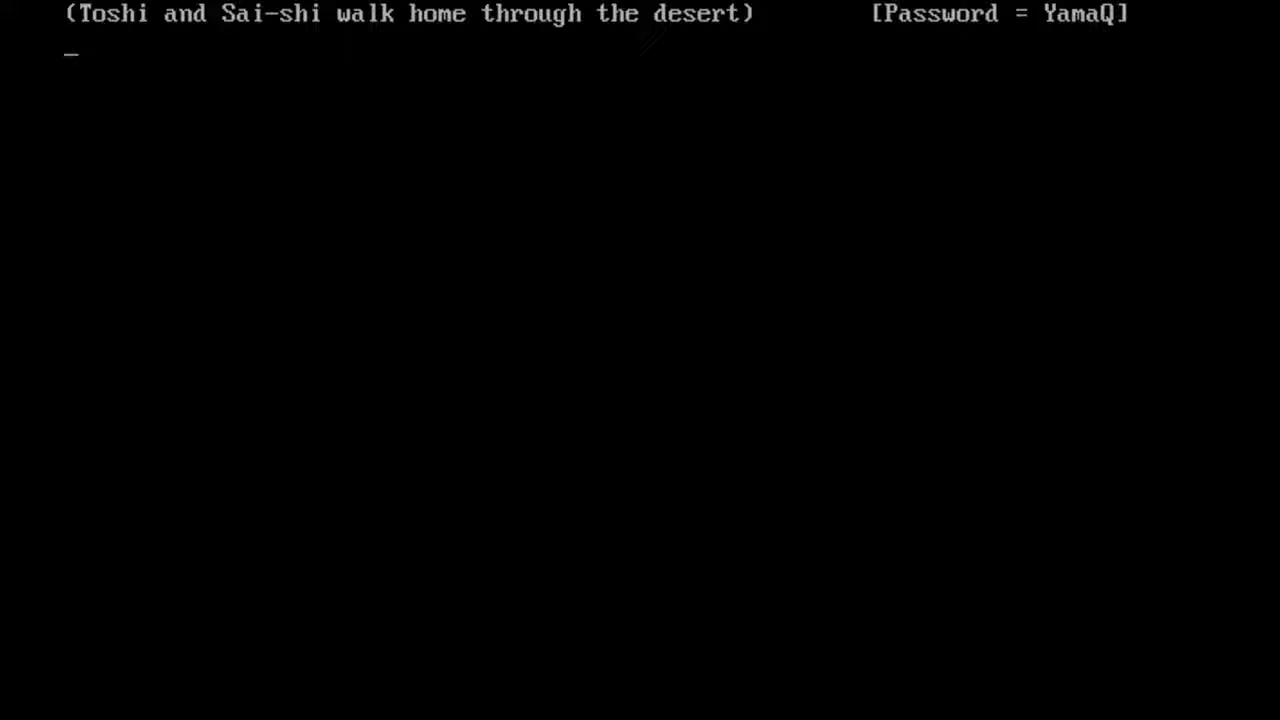 (Toshi and Sai-shi walk home through the desert) [Password = YamaQ]
_